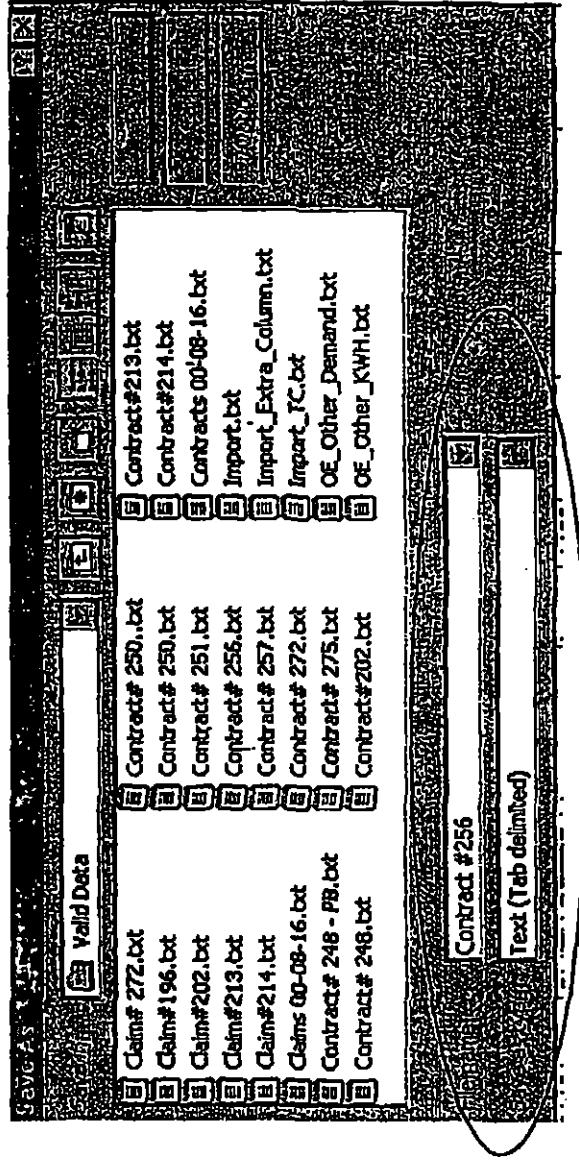 Save As
Valid Data
Claim# 272.txt
Claim#196.txt
Claim#202.txt
Claim#213.txt
Claim#214.txt
Claims 00-08-16.txt
Contract# 248 - PB.txt
Contract# 248.txt
Contract# 250..txt
Contract# 250.txt
Contract# 251.txt
Contract# 256.txt
Contract# 257.txt
Contract# 272.txt
Contract# 275.txt
Contract#202.txt
Contract#213.txt
Contract#214.txt
Contracts 00-08-16.txt
Import.txt
Import_Extra_Column.txt
Import_TC.txt
OE_Other_Demand.txt
OE_Other_KWH.txt
Contract #256
Text (Tab delimited)